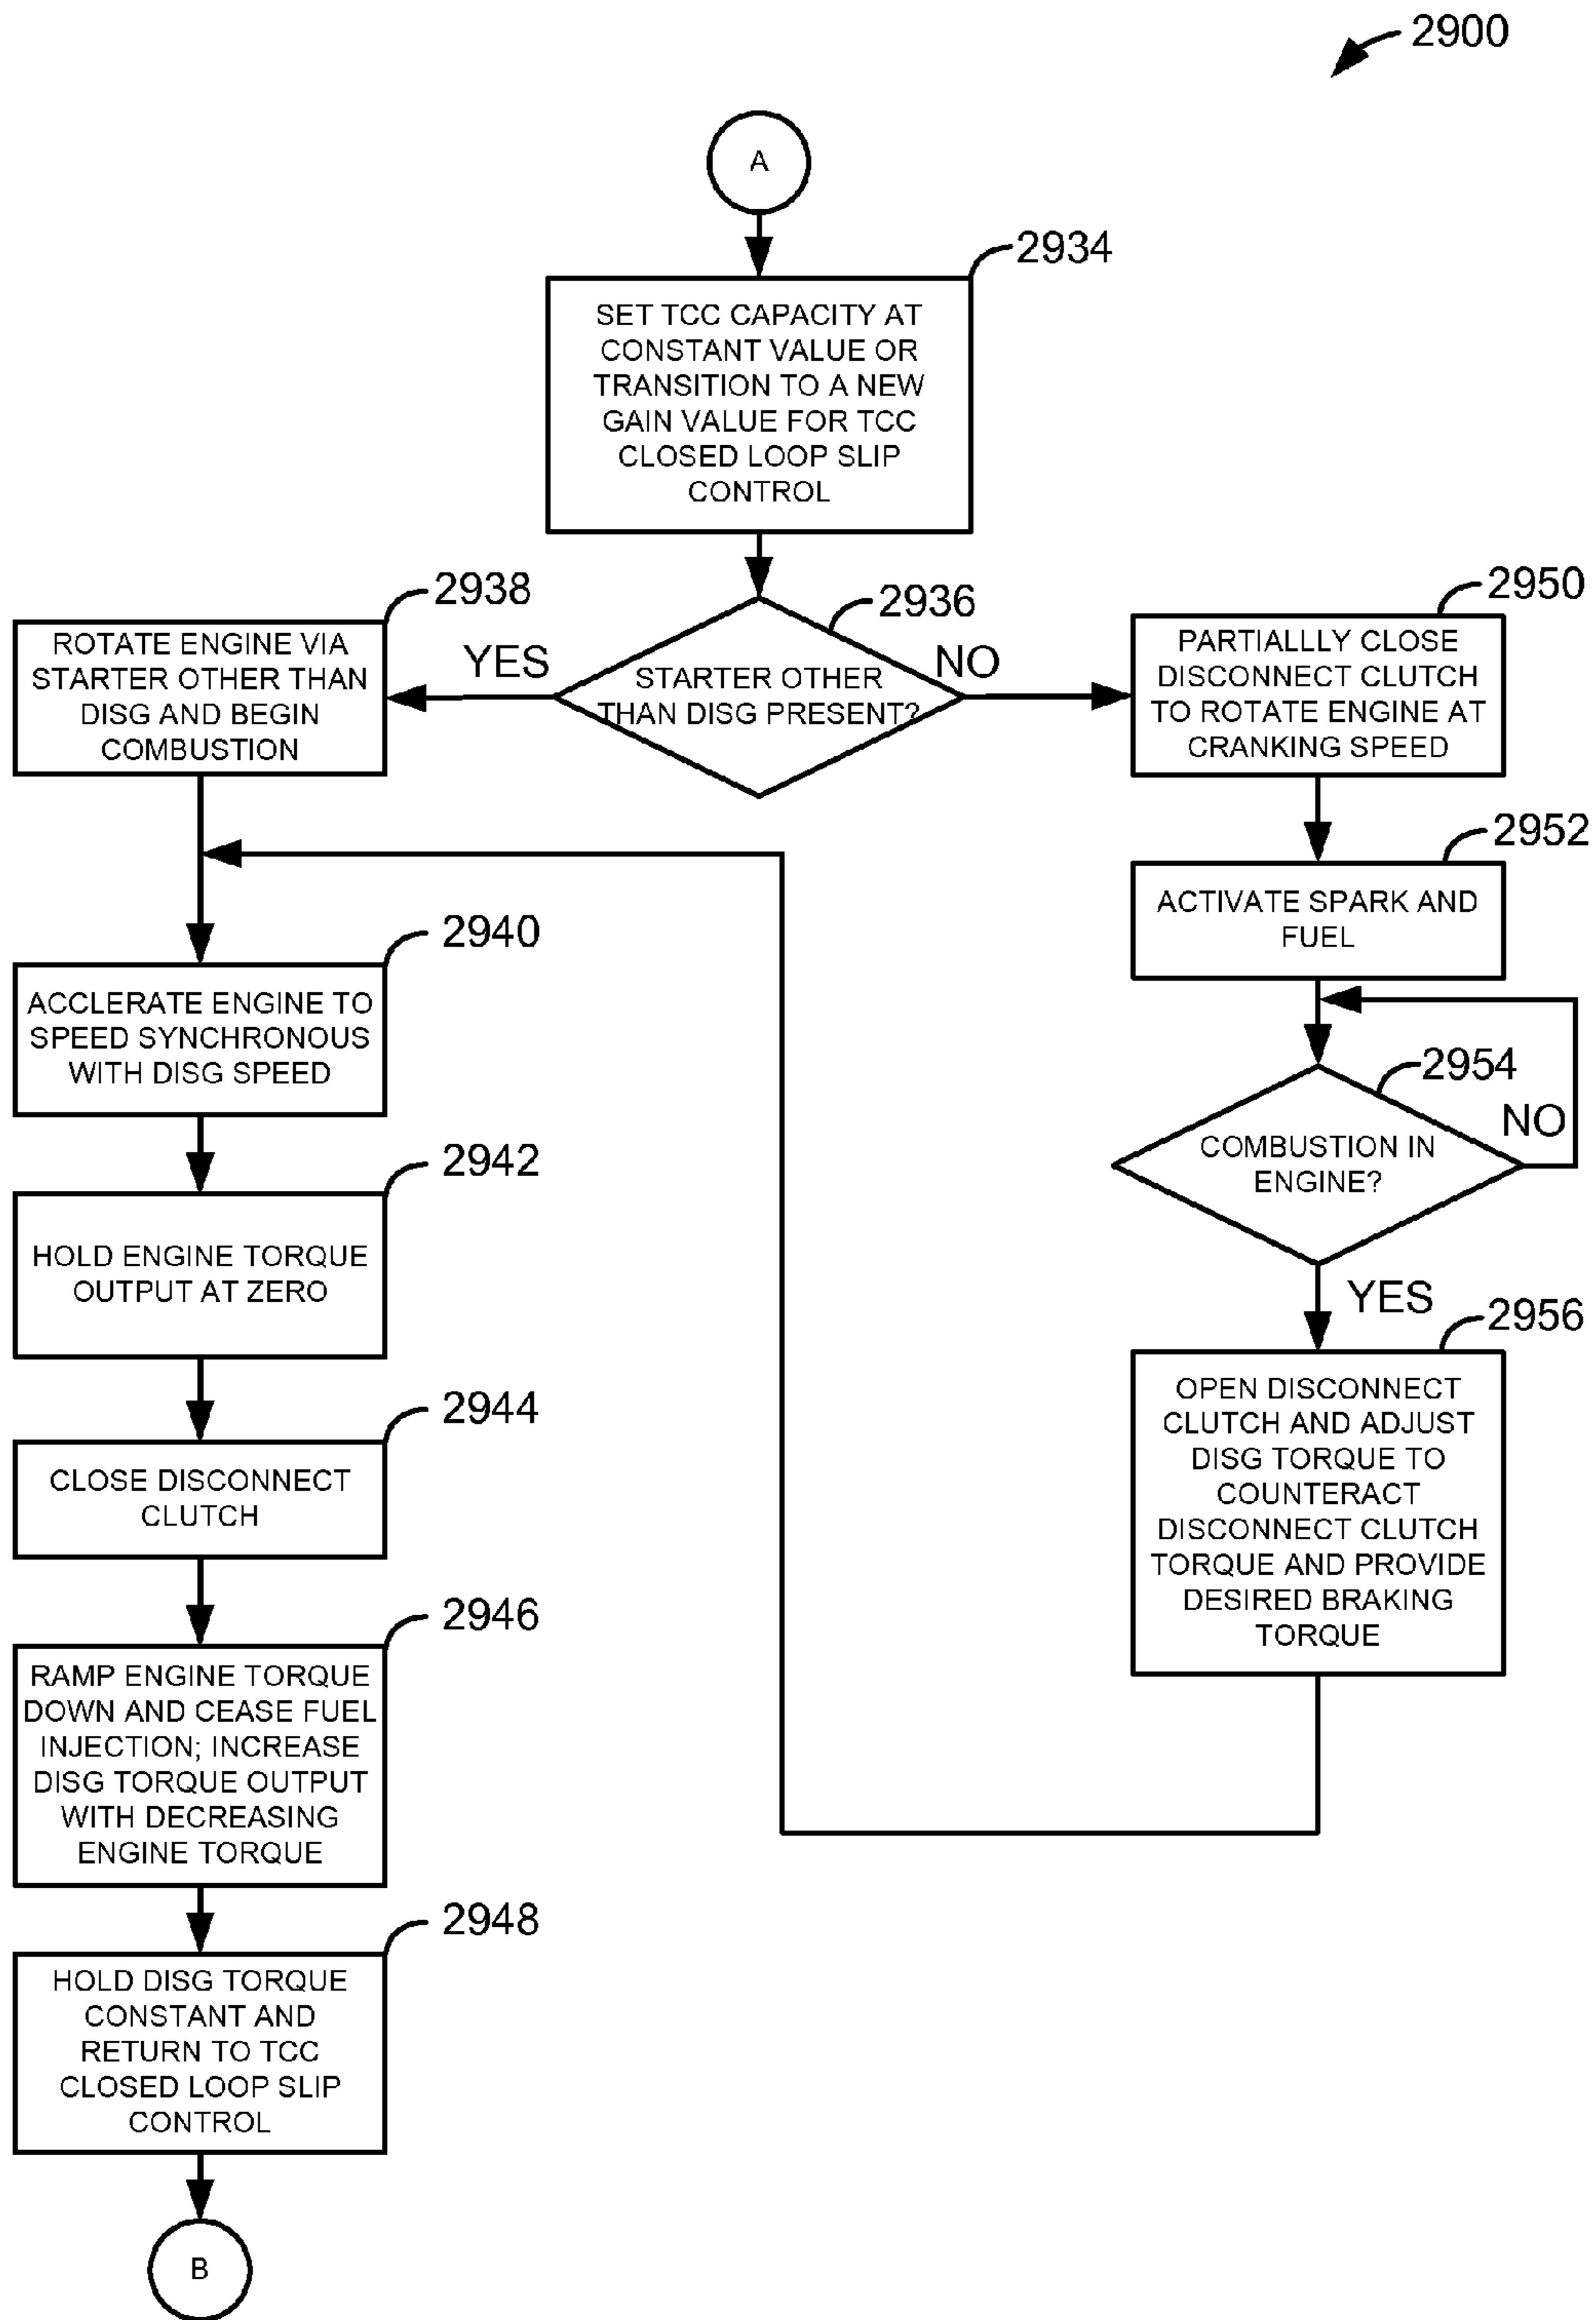 2900
A
2934
SET TCC CAPACITY AT
CONSTANT VALUE OR
TRANSITION TO A NEW
GAIN VALUE FOR TCC
CLOSED LOOP SLIP
CONTROL
2936
STARTER OTHER
THAN DISG PRESENT?
YES
NO
2938
ROTATE ENGINE VIA
STARTER OTHER THAN
DISG AND BEGIN
COMBUSTION
2940
ACCLERATE ENGINE TO
SPEED SYNCHRONOUS
WITH DISG SPEED
2942
HOLD ENGINE TORQUE
OUTPUT AT ZERO
2944
CLOSE DISCONNECT
CLUTCH
2946
RAMP ENGINE TORQUE
DOWN AND CEASE FUEL
INJECTION; INCREASE
DISG TORQUE OUTPUT
WITH DECREASING
ENGINE TORQUE
2948
HOLD DISG TORQUE
CONSTANT AND
RETURN TO TCC
CLOSED LOOP SLIP
CONTROL
B
2950
PARTIALLLY CLOSE
DISCONNECT CLUTCH
TO ROTATE ENGINE AT
CRANKING SPEED
2952
ACTIVATE SPARK AND
FUEL
2954
COMBUSTION IN
ENGINE?
NO
YES
2956
OPEN DISCONNECT
CLUTCH AND ADJUST
DISG TORQUE TO
COUNTERACT
DISCONNECT CLUTCH
TORQUE AND PROVIDE
DESIRED BRAKING
TORQUE